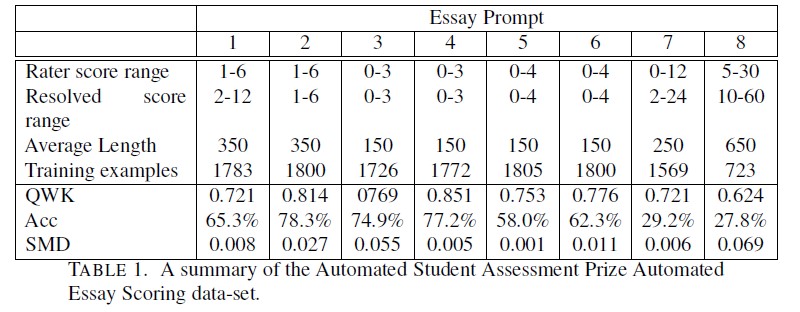 Essay Prompt
1 2 3 4 5 6 7 8
Rater score range 1-6 1-6 0-3 0-3 0-4 0-4 0-12 5-30
Resolved score 2-12 1-6 0-3 0-3 0-4 0-4 2-24 10-60
range
Average Length 350 350 150 150 150 150 250 650
Training examples 1783 1800 1726 1772 1805 1800 1569 723
QWK 0.721 0.814 0769 0.851 0.753 0.776 0.721 0.624
Acc 65.3% 78.3% 74.9% 77.2% 58.0% 62.3% 29.2% 27.8%
SMD 0.008 0.027 0.055 0.005 0.001 0.011 0.006 0.069
TABLE 1. A summary of the Automated Student Assessment Prize Automated
Essay Scoring data-set.